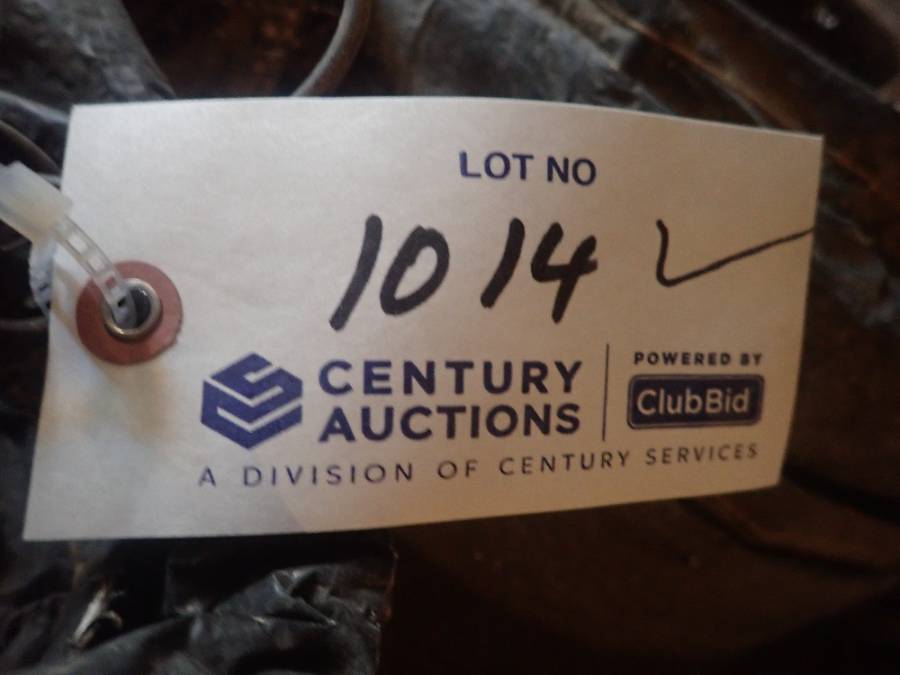 LOT NO
1014 ✓
CENTURY
AUCTIONS
POWERED BY
ClubBid
A DIVISION OF CENTURY SERVICES